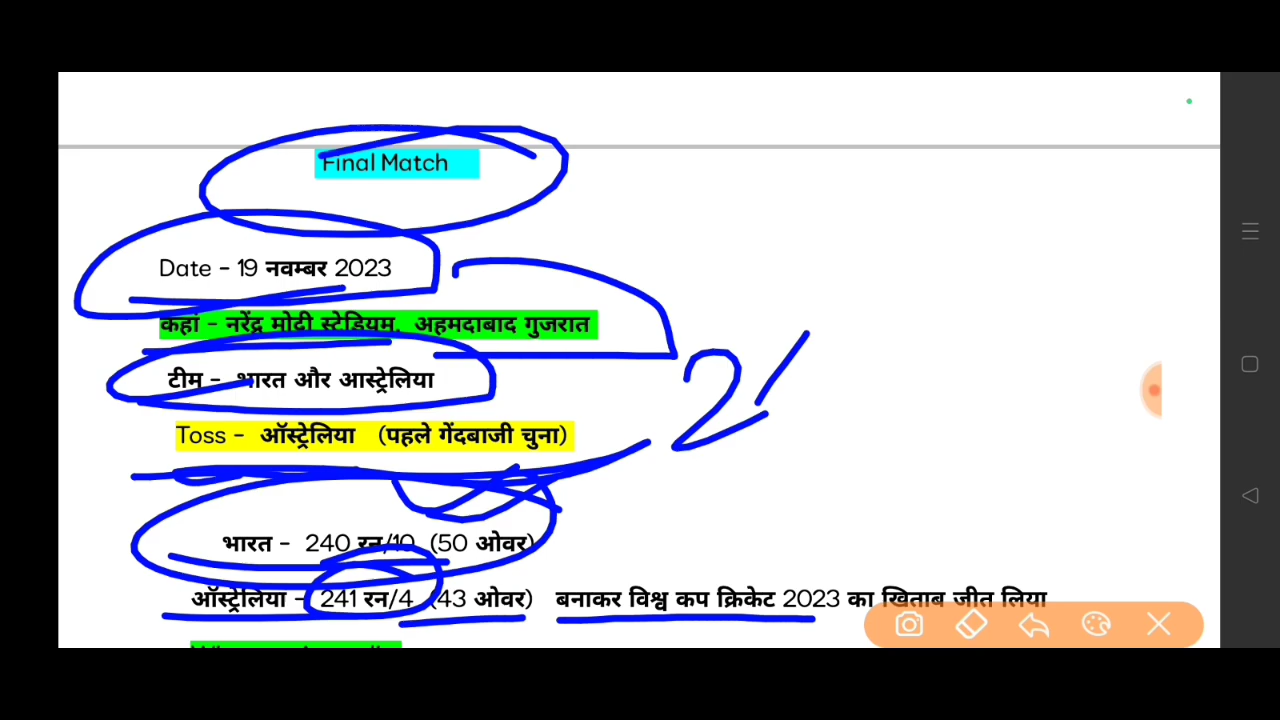 Final Match
Date - 19 नवम्बर 2023
कहां - नरेंद्र मोदी स्टेडियम, अहमदाबाद गुजरात
टीम - भारत और आस्ट्रेलिया
Toss - ऑस्ट्रेलिया (पहले गेंदबाजी चुना)
भारत - 240 रन/10 (50 ओवर)
ऑस्ट्रेलिया - 241 रन/4 (43 ओवर) बनाकर विश्व कप क्रिकेट 2023 का खिताब जीत लिया